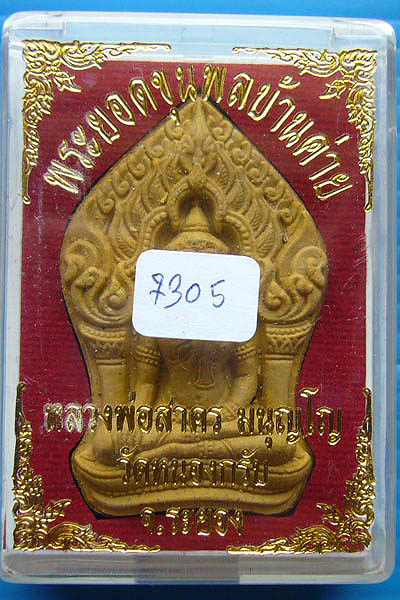 พระยอดขุนพลบ้านค่าย
7305
หลวงพ่อสาคร มนุญโญ
วัดหนองกรับ
จ.ระยอง